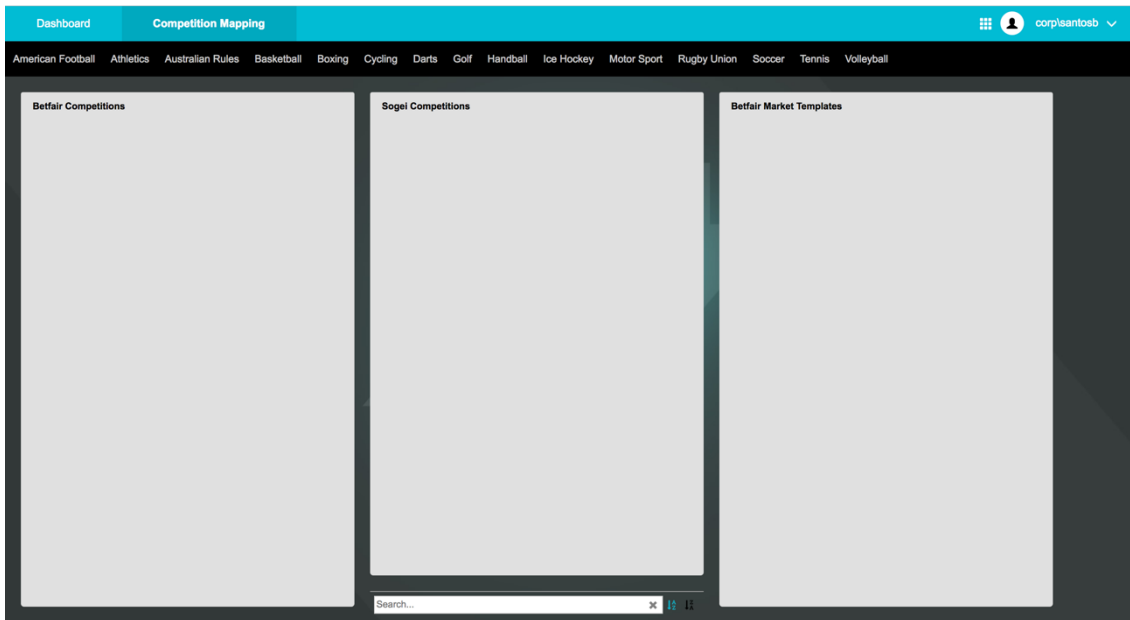 Dashboard Competition Mapping corp\santosb
American Football Athletics Australian Rules Basketball Boxing Cycling Darts Golf Handball Ice Hockey Motor Sport Rugby Union Soccer Tennis Volleyball
Betfair Competitions
Sogei Competitions
Betfair Market Templates
Search...